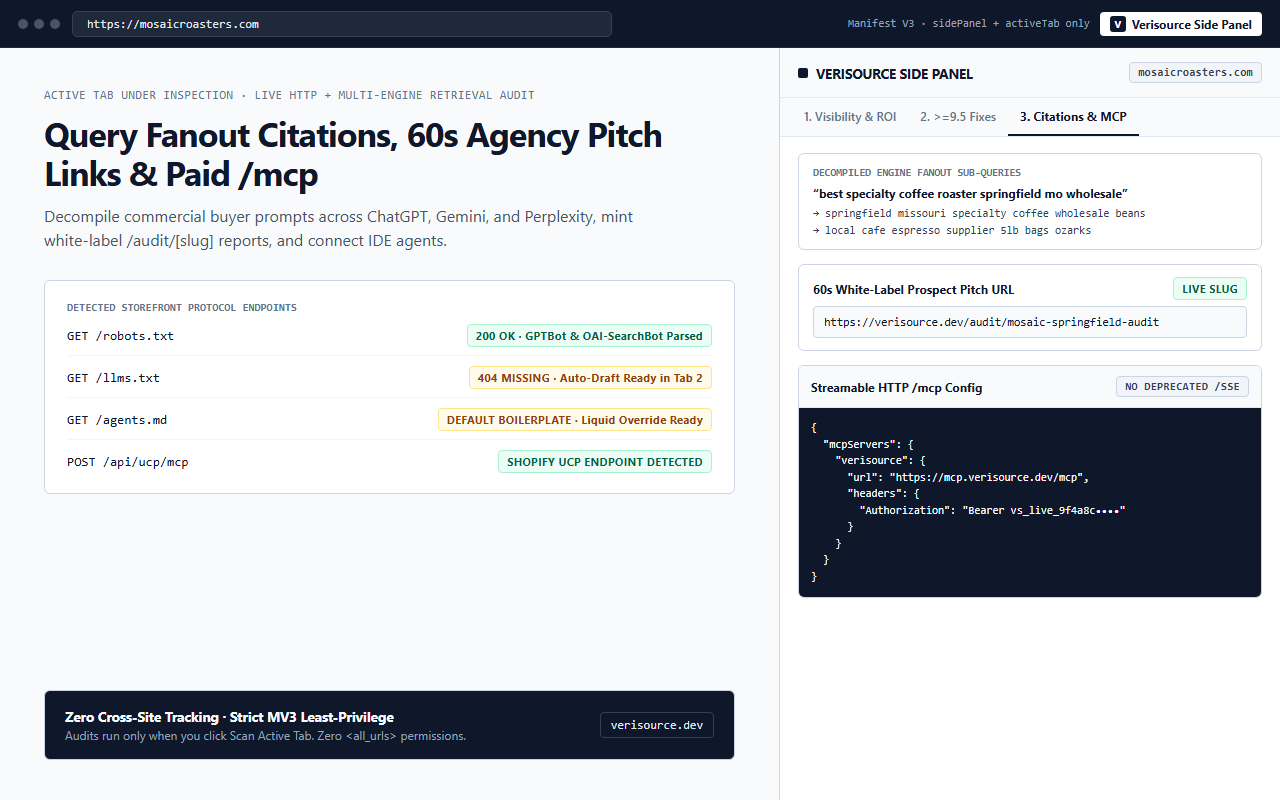 https://mosaicroasters.com
Manifest V3 · sidePanel + activeTab only
V Verisource Side Panel
ACTIVE TAB UNDER INSPECTION · LIVE HTTP + MULTI-ENGINE RETRIEVAL AUDIT
Query Fanout Citations, 60s Agency Pitch
Links & Paid /mcp
Decompile commercial buyer prompts across ChatGPT, Gemini, and Perplexity, mint
white-label /audit/[slug] reports, and connect IDE agents.
DETECTED STOREFRONT PROTOCOL ENDPOINTS
GET /robots.txt
200 OK · GPTBot & OAI-SearchBot Parsed
GET /llms.txt
404 MISSING · Auto-Draft Ready in Tab 2
GET /agents.md
DEFAULT BOILERPLATE · Liquid Override Ready
POST /api/ucp/mcp
SHOPIFY UCP ENDPOINT DETECTED
Zero Cross-Site Tracking · Strict MV3 Least-Privilege
Audits run only when you click Scan Active Tab. Zero <all_urls> permissions.
verisource.dev
VERISOURCE SIDE PANEL
mosaicroasters.com
1. Visibility & ROI
2. >=9.5 Fixes
3. Citations & MCP
DECOMPILED ENGINE FANOUT SUB-QUERIES
“best specialty coffee roaster springfield mo wholesale”
→ springfield missouri specialty coffee wholesale beans
→ local cafe espresso supplier 5lb bags ozarks
60s White-Label Prospect Pitch URL
LIVE SLUG
https://verisource.dev/audit/mosaic-springfield-audit
Streamable HTTP /mcp Config
NO DEPRECATED /SSE
{
"mcpServers": {
"verisource": {
"url": "https://mcp.verisource.dev/mcp",
"headers": {
"Authorization": "Bearer vs_live_9f4a8c••••"
}
}
}
}